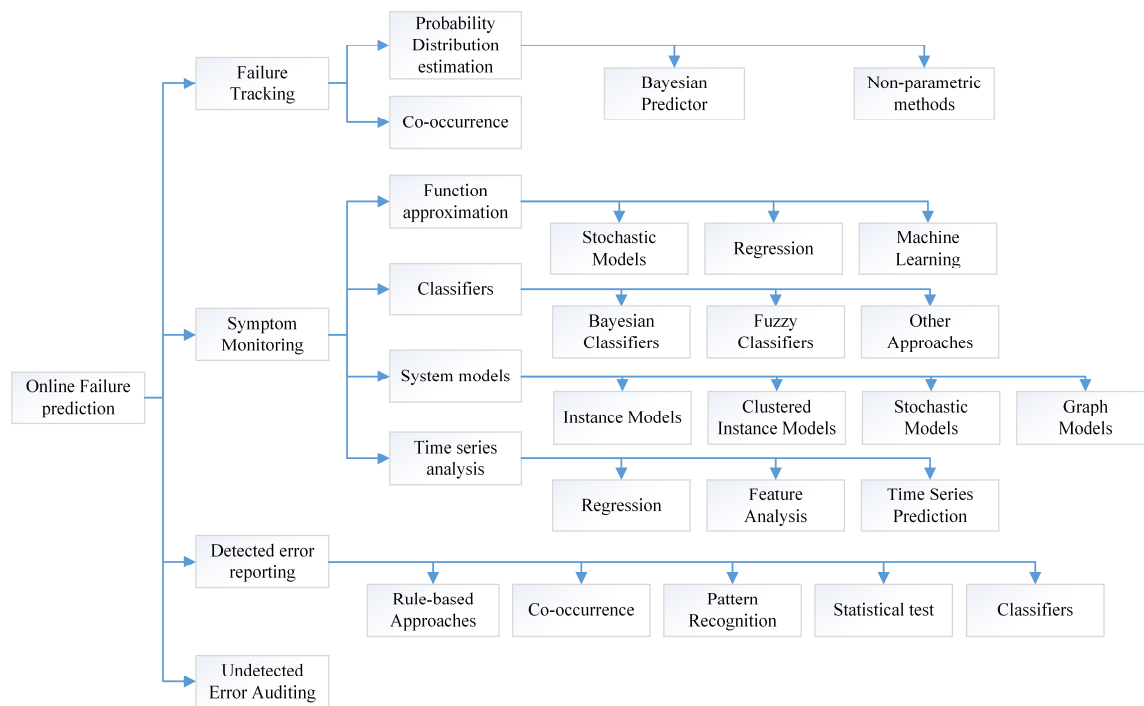 Probability
Distribution
estimation
Failure
Tracking
Bayesian
Predictor
Non-parametric
methods
Co-occurrence
Function
approximation
Stochastic
Models
Regression
Machine
Learning
Classifiers
Symptom
Monitoring
Bayesian
Classifiers
Fuzzy
Classifiers
Other
Approaches
System models
Online Failure
prediction
Instance Models
Clustered
Instance Models
Stochastic
Models
Graph
Models
Time series
analysis
Regression
Feature
Analysis
Time Series
Prediction
Detected error
reporting
Rule-based
Approaches
Co-occurrence
Pattern
Recognition
Statistical test
Classifiers
Undetected
Error Auditing